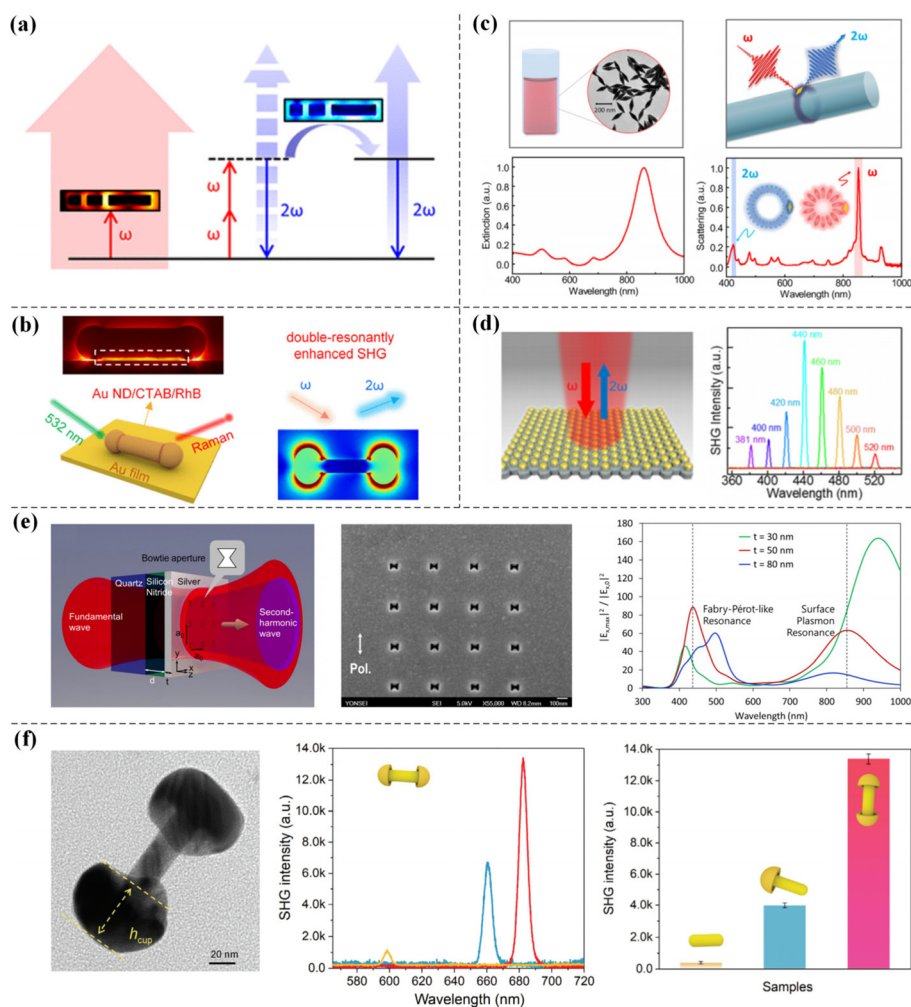 (a)
ω
ω
ω
2ω
2ω
(b)
Au ND/CTAB/RhB
532 nm
Raman
Au film
double-resonantly
enhanced SHG
ω
2ω
(c)
200 nm
ω
2ω
Extinction (a.u.)
1.0
0.8
0.6
0.4
0.2
0.0
400 600 800 1000
Wavelength (nm)
Scattering (a.u.)
1.0
0.8
0.6
0.4
0.2
0.0
2ω
ω
400 600 800 1000
Wavelength (nm)
(d)
ω
2ω
SHG Intensity (a.u.)
381 nm
400 nm
420 nm
440 nm
460 nm
480 nm
500 nm
520 nm
360 400 440 480 520
Wavelength (nm)
(e)
Bowtie aperture
Quartz
Silicon
Nitride
Silver
Fundamental
wave
Second-
harmonic
wave
a₀
a₀
y
x
z
d
t
Pol.
YONSEI SEI 5.0kV X55,000 WD 8.2mm 100nm
|Eₓ,max|² / |Eₓ,0|²
180
160
140
120
100
80
60
40
20
0
t = 30 nm
t = 50 nm
t = 80 nm
Fabry-Pérot-like
Resonance
Surface
Plasmon
Resonance
300 400 500 600 700 800 900 1000
Wavelength (nm)
(f)
h cup
20 nm
SHG intensity (a.u.)
14.0k
12.0k
10.0k
8.0k
6.0k
4.0k
2.0k
0.0
580 600 620 640 660 680 700 720
Wavelength (nm)
SHG intensity (a.u.)
14.0k
12.0k
10.0k
8.0k
6.0k
4.0k
2.0k
0.0
Samples